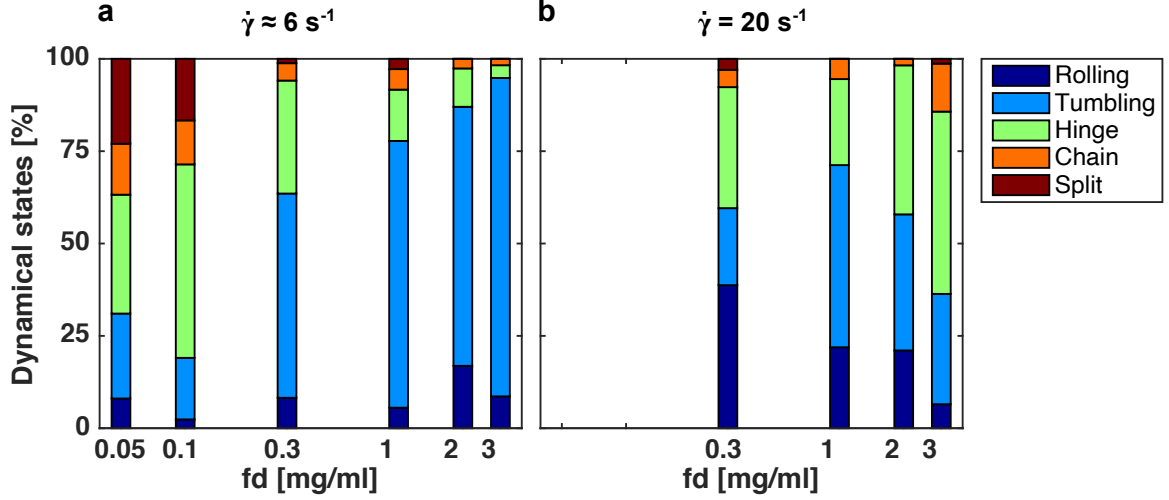 a
γ̇ ≈ 6 s⁻¹
b
γ̇ = 20 s⁻¹
Dynamical states [%]
100
75
50
25
0
0.05 0.1 0.3 1 2 3
fd [mg/ml]
0.3 1 2 3
fd [mg/ml]
Rolling
Tumbling
Hinge
Chain
Split